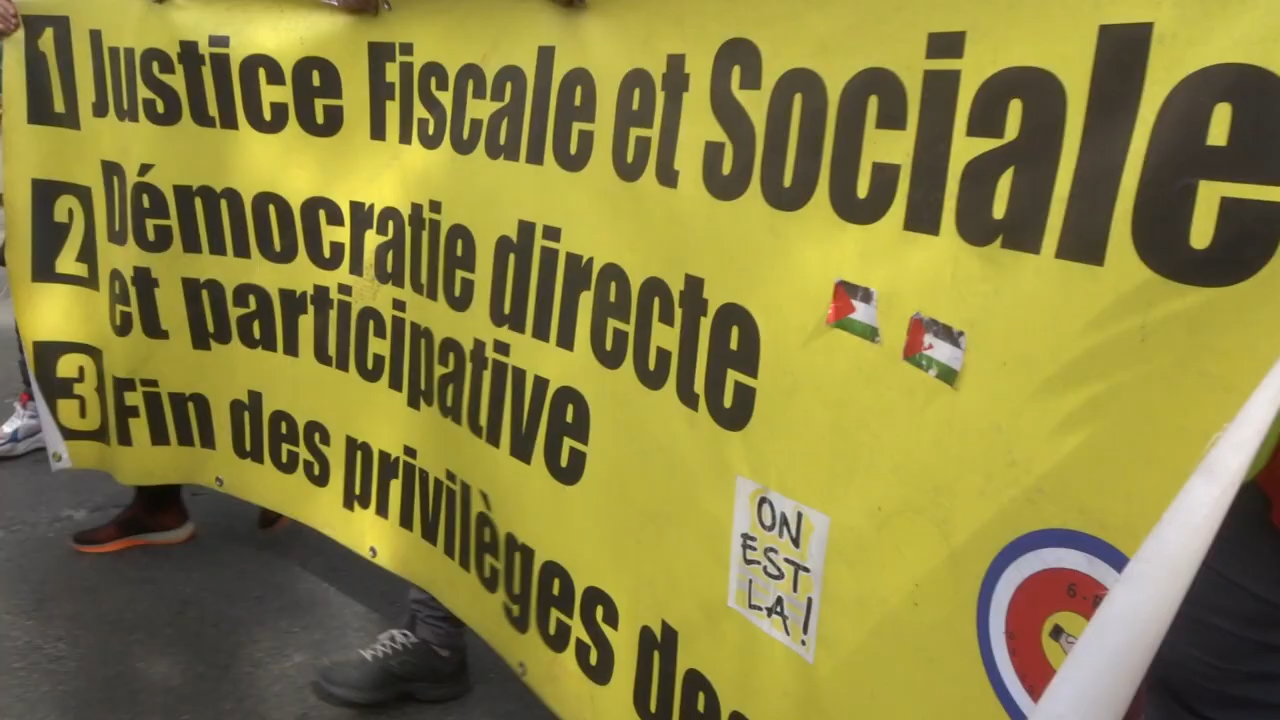 1 Justice Fiscale et Sociale
2 Démocratie directe
et participative
3 Fin des privilèges
ON
EST
LA!